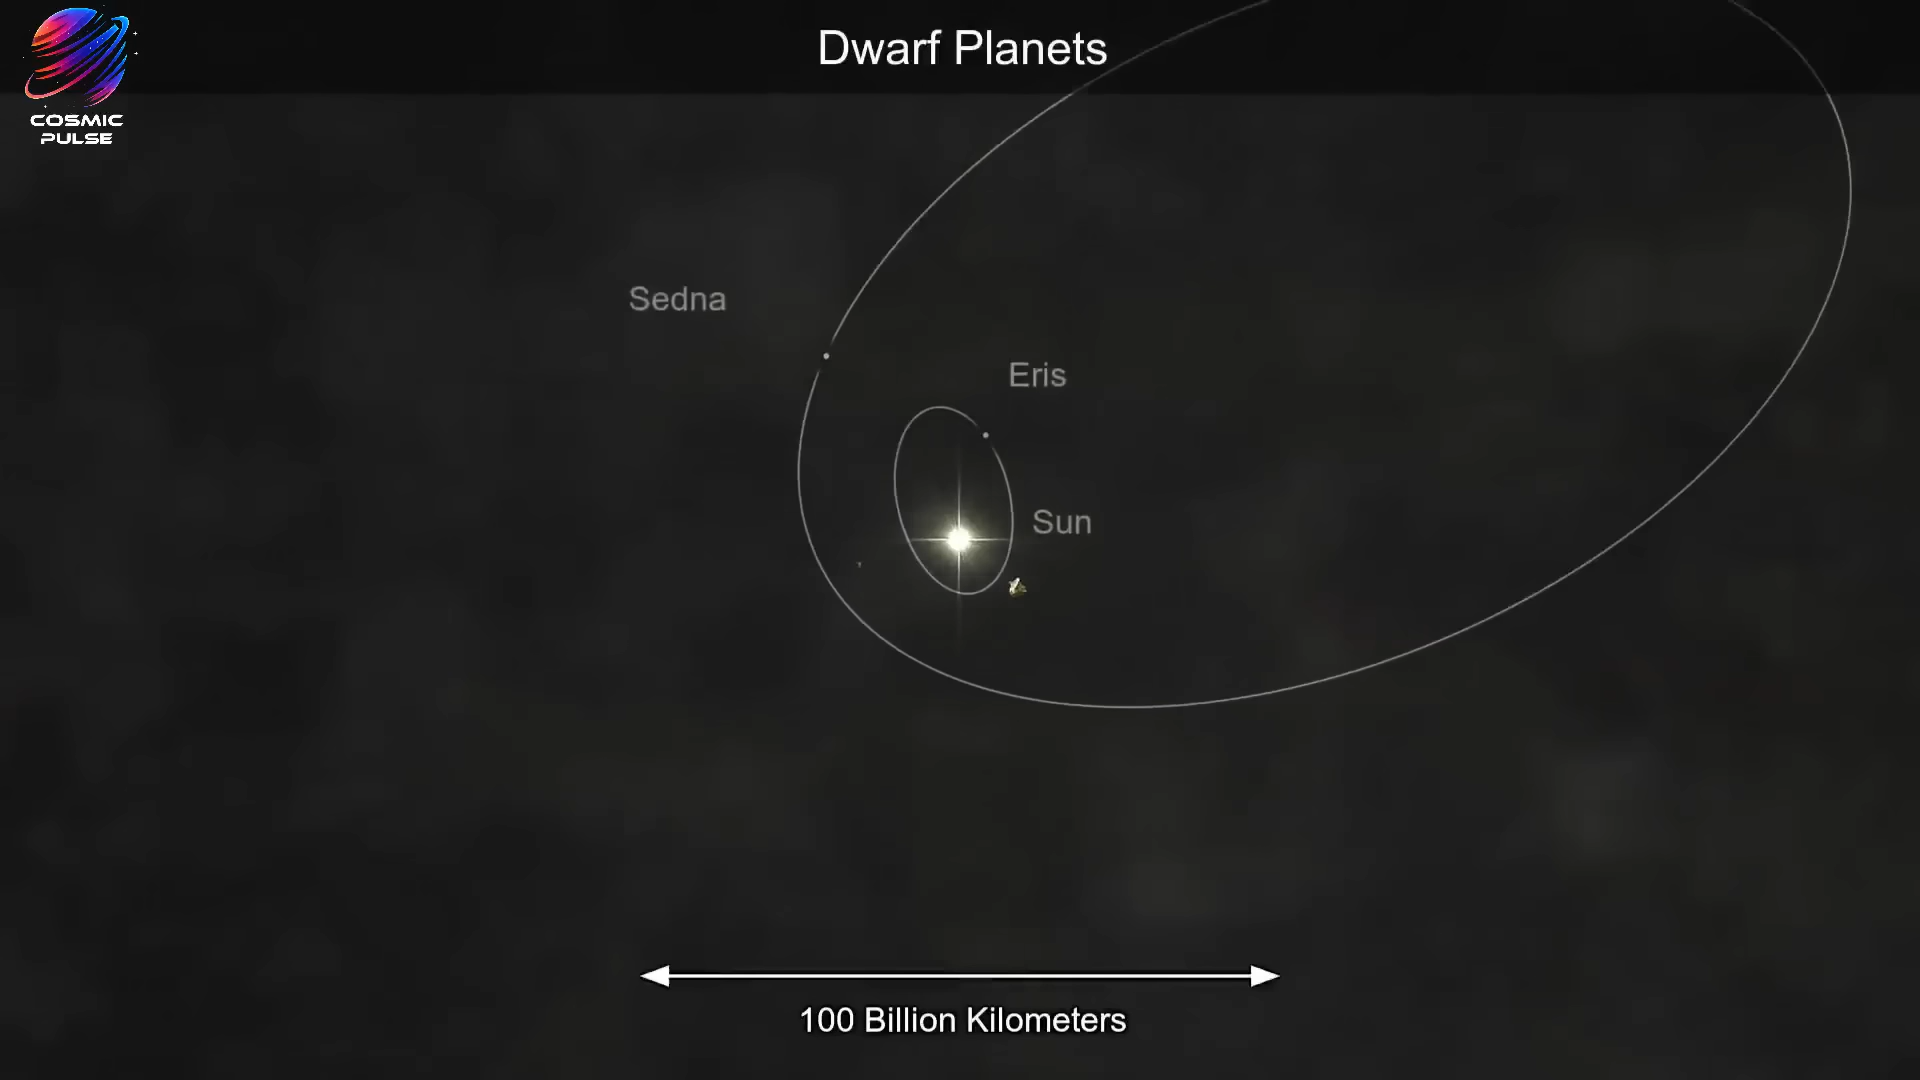 Dwarf Planets
COSMIC
PULSE
Sedna
Eris
Sun
100 Billion Kilometers